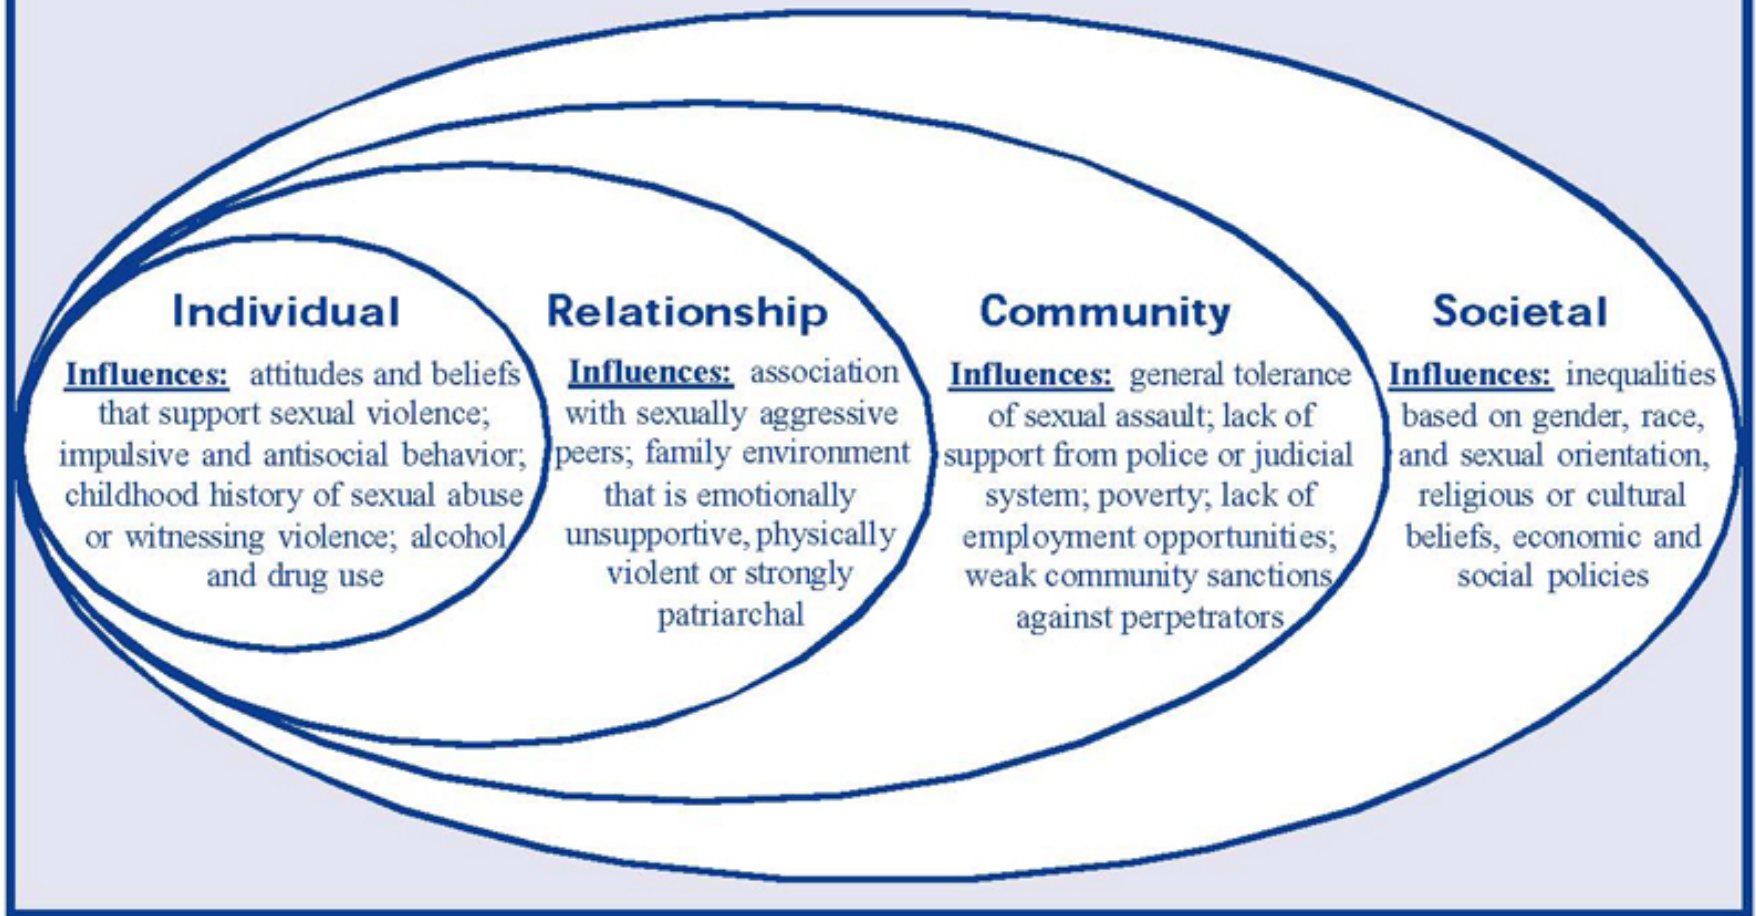 Individual
Influences: attitudes and beliefs
that support sexual violence;
impulsive and antisocial behavior;
childhood history of sexual abuse
or witnessing violence; alcohol
and drug use
Relationship
Influences: association
with sexually aggressive
peers; family environment
that is emotionally
unsupportive, physically
violent or strongly
patriarchal
Community
Influences: general tolerance
of sexual assault; lack of
support from police or judicial
system; poverty; lack of
employment opportunities;
weak community sanctions
against perpetrators
Societal
Influences: inequalities
based on gender, race,
and sexual orientation,
religious or cultural
beliefs, economic and
social policies